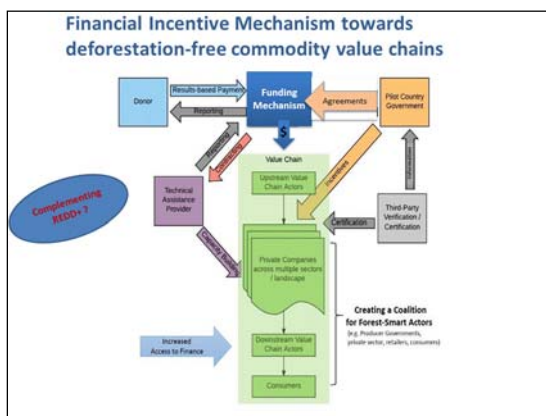 Financial Incentive Mechanism towards
deforestation-free commodity value chains
Results-based Payment
Donor
Reporting
Funding
Mechanism
Agreements
Pilot Country
Government
$
Reporting
Contracting
Value Chain
Upstream Value
Chain Actors
Incentives
Information
Complementing
REDD+ ?
Technical
Assistance
Provider
Third-Party
Verification /
Certification
Certification
Capacity Building
Private Companies
across multiple sectors
/ landscape
Creating a Coalition
for Forest-Smart Actors
(e.g. Producer Governments,
private sector, retailers, consumers)
Increased
Access to Finance
Downstream Value
Chain Actors
Consumers